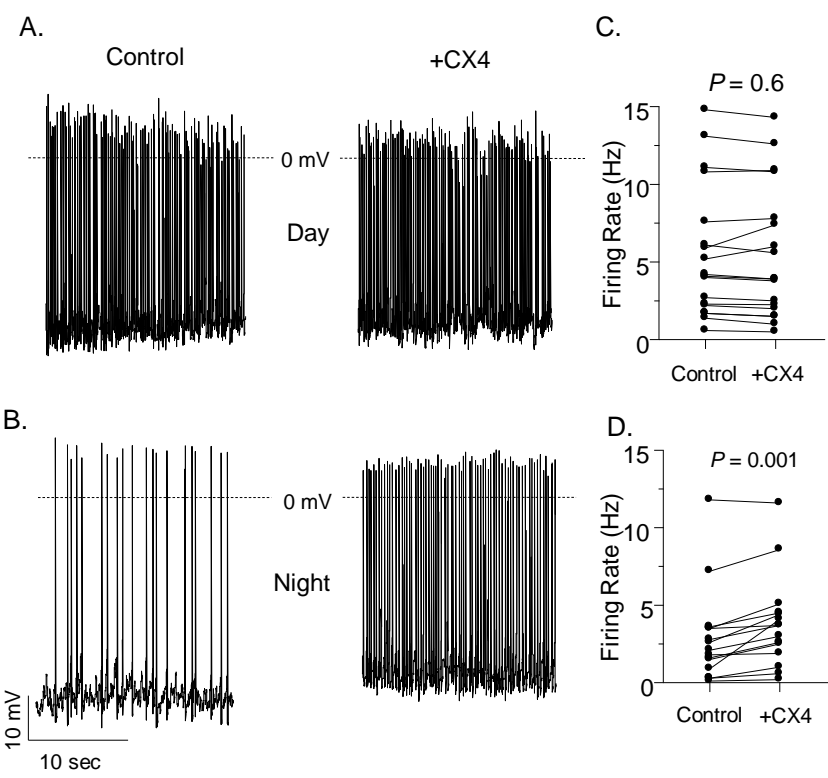 A.
Control
+CX4
0 mV
Day
C.
P = 0.6
15
10
5
0
Firing Rate (Hz)
Control +CX4
B.
0 mV
Night
10 mV
10 sec
D.
P = 0.001
15
10
5
0
Firing Rate (Hz)
Control +CX4